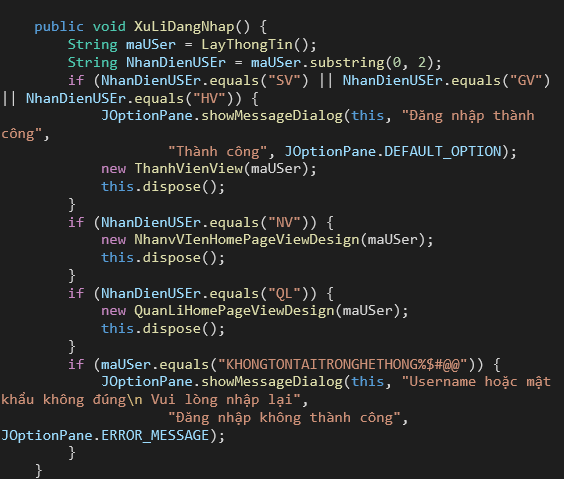 public void XuLiDangNhap() {
String maUSer = LayThongTin();
String NhanDienUSEr = maUSer.substring(0, 2);
if (NhanDienUSEr.equals("SV") || NhanDienUSEr.equals("GV")
|| NhanDienUSEr.equals("HV")) {
JOptionPane.showMessageDialog(this, "Đăng nhập thành
công",
"Thành công", JOptionPane.DEFAULT_OPTION);
new ThanhVienView(maUSer);
this.dispose();
}
if (NhanDienUSEr.equals("NV")) {
new NhanvVIenHomePageViewDesign(maUSer);
this.dispose();
}
if (NhanDienUSEr.equals("QL")) {
new QuanLiHomePageViewDesign(maUSer);
this.dispose();
}
if (maUSer.equals("KHONGTONTAITRONGHETHONG%$#@@")) {
JOptionPane.showMessageDialog(this, "Username hoặc mật
khẩu không đúng\n Vui lòng nhập lại",
"Đăng nhập không thành công",
JOptionPane.ERROR_MESSAGE);
}
}